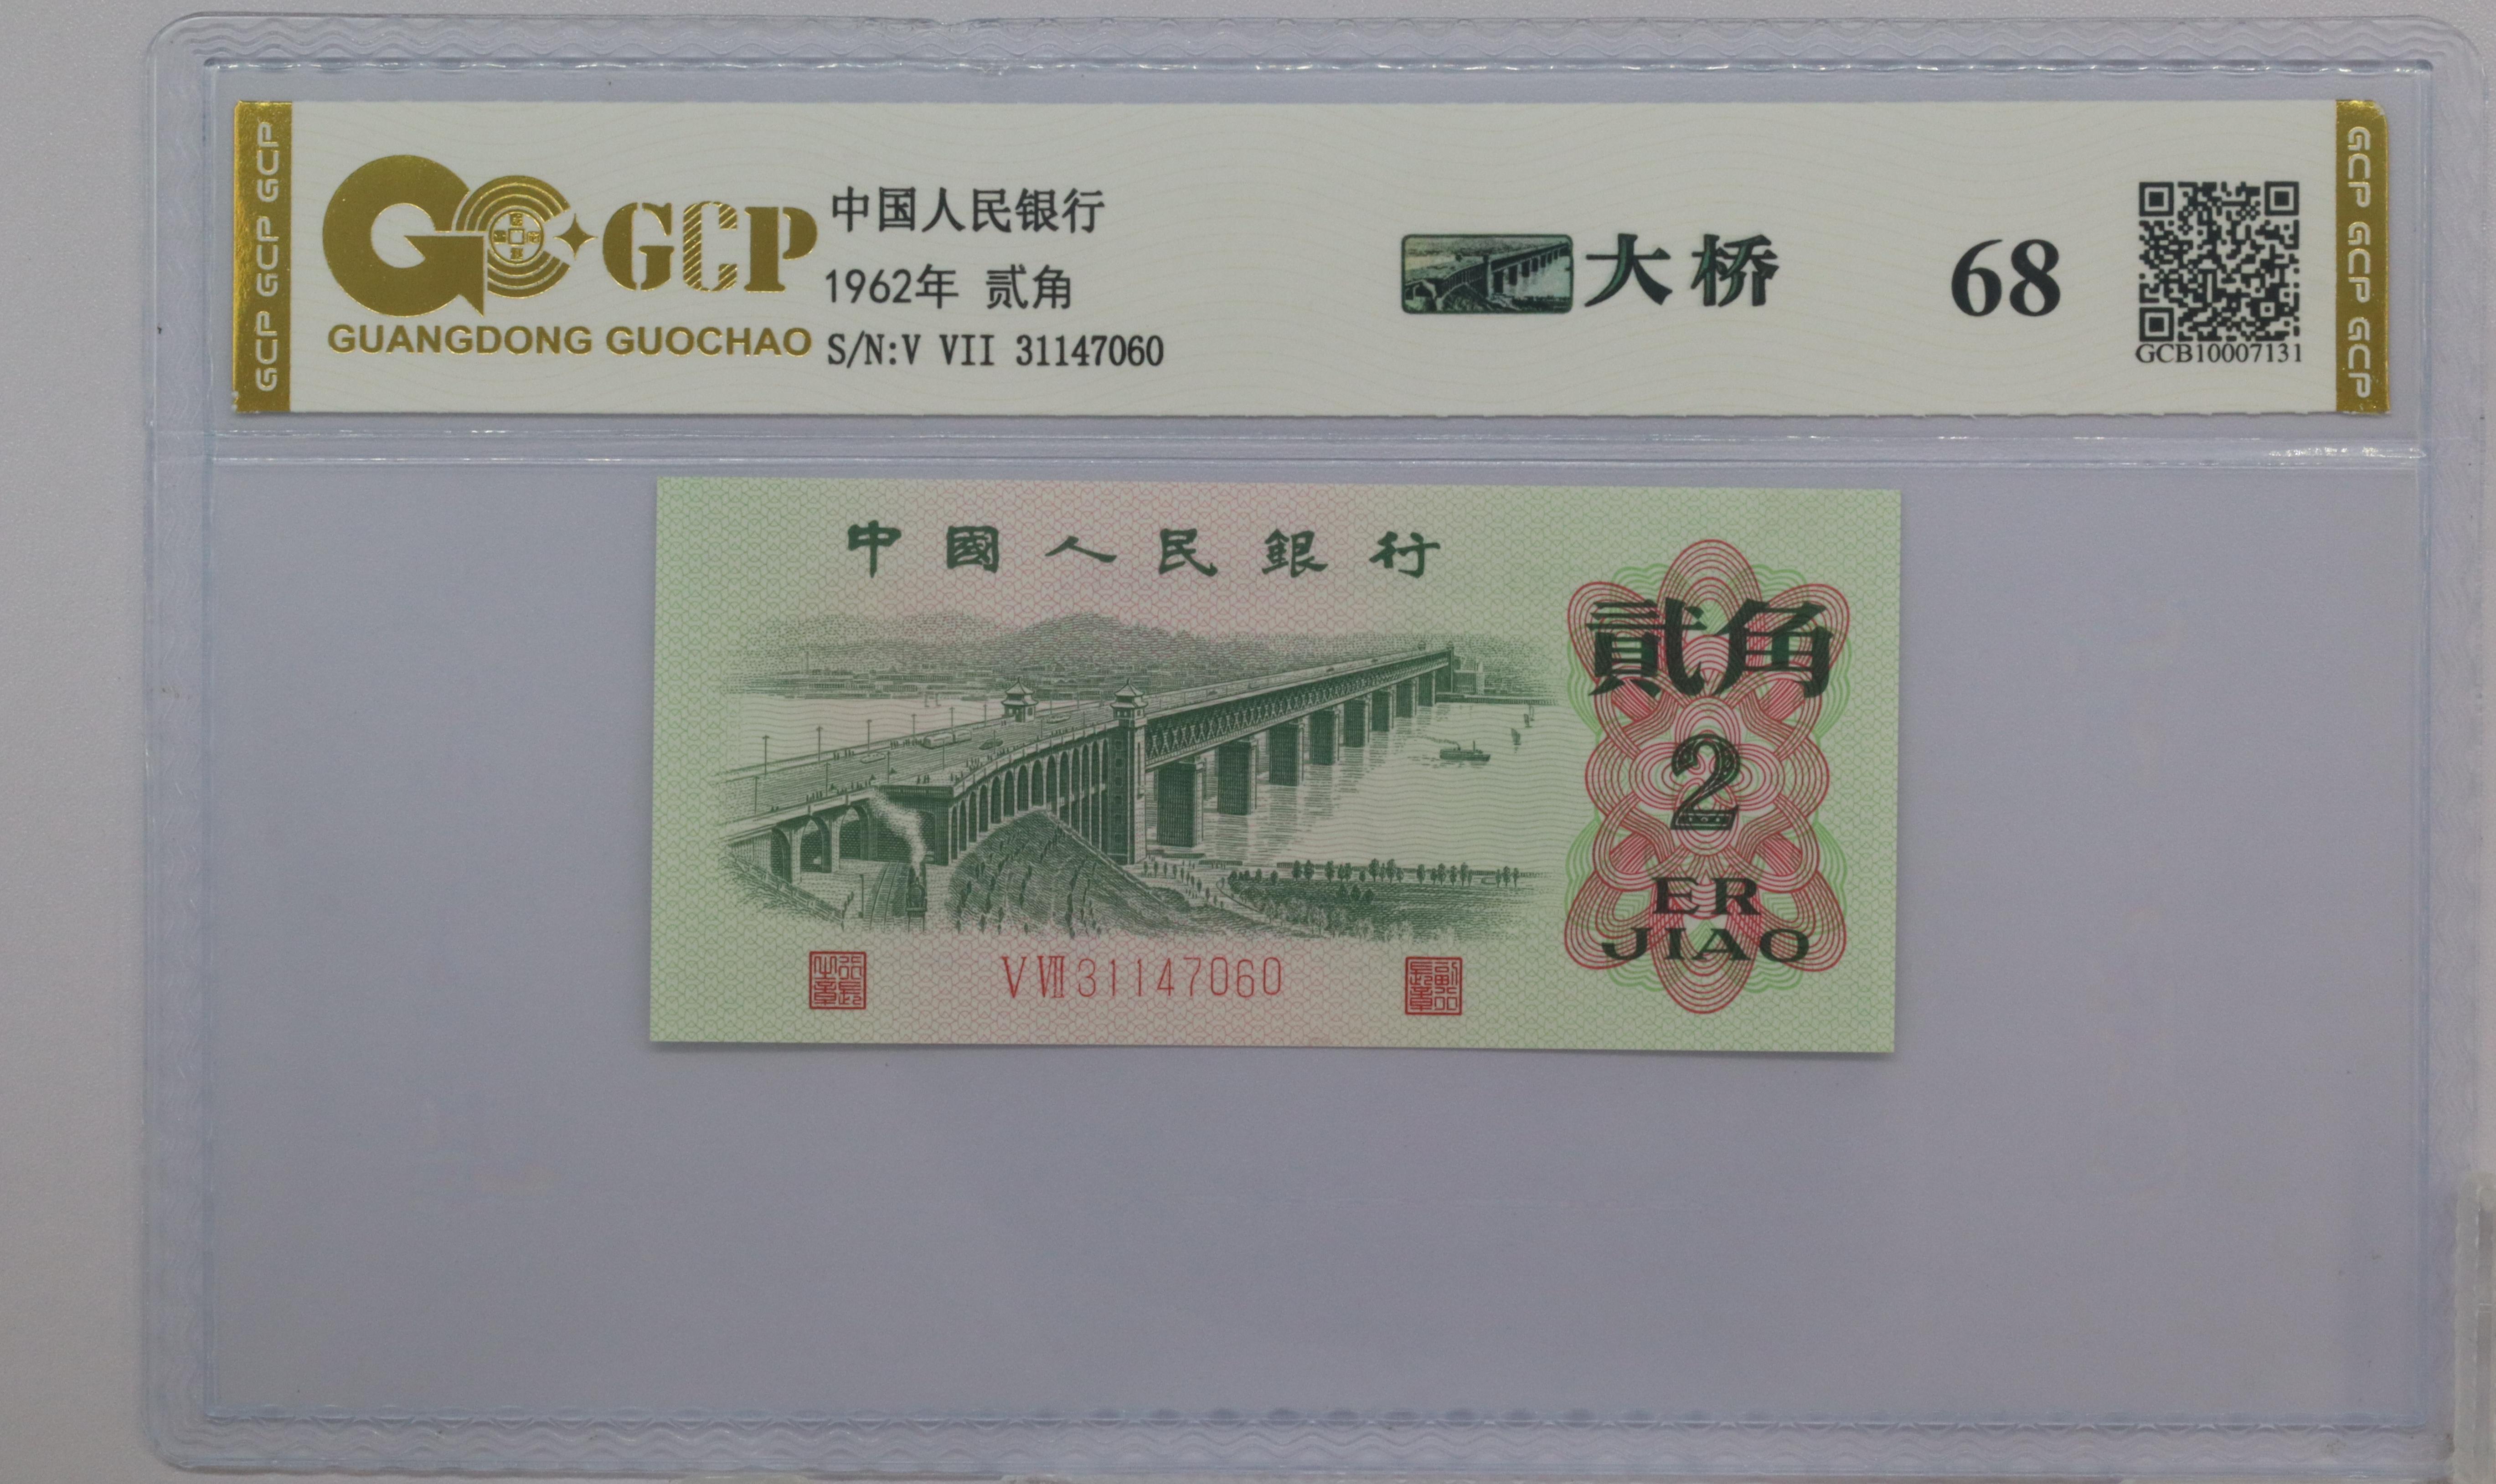 GCP GCP GCP
GCP
GUANGDONG GUOCHAO
中国人民银行
1962年 贰角
S/N:V VII 31147060
大桥
68
GCB10007131
GCP GCP GCP
中國人民銀行
貳角
2
ER
JIAO
V VII 31147060